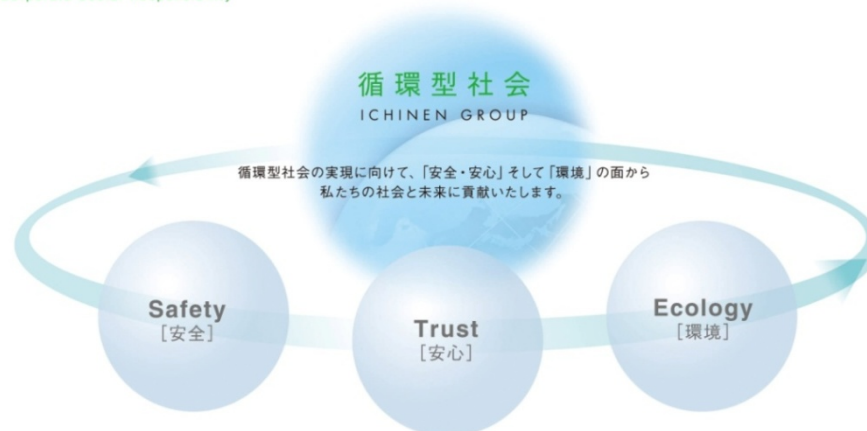 循環型社会
ICHINEN GROUP
循環型社会の実現に向けて、「安全・安心」そして「環境」の面から
私たちの社会と未来に貢献いたします。
Safety
［安全］
Trust
［安心］
Ecology
［環境］